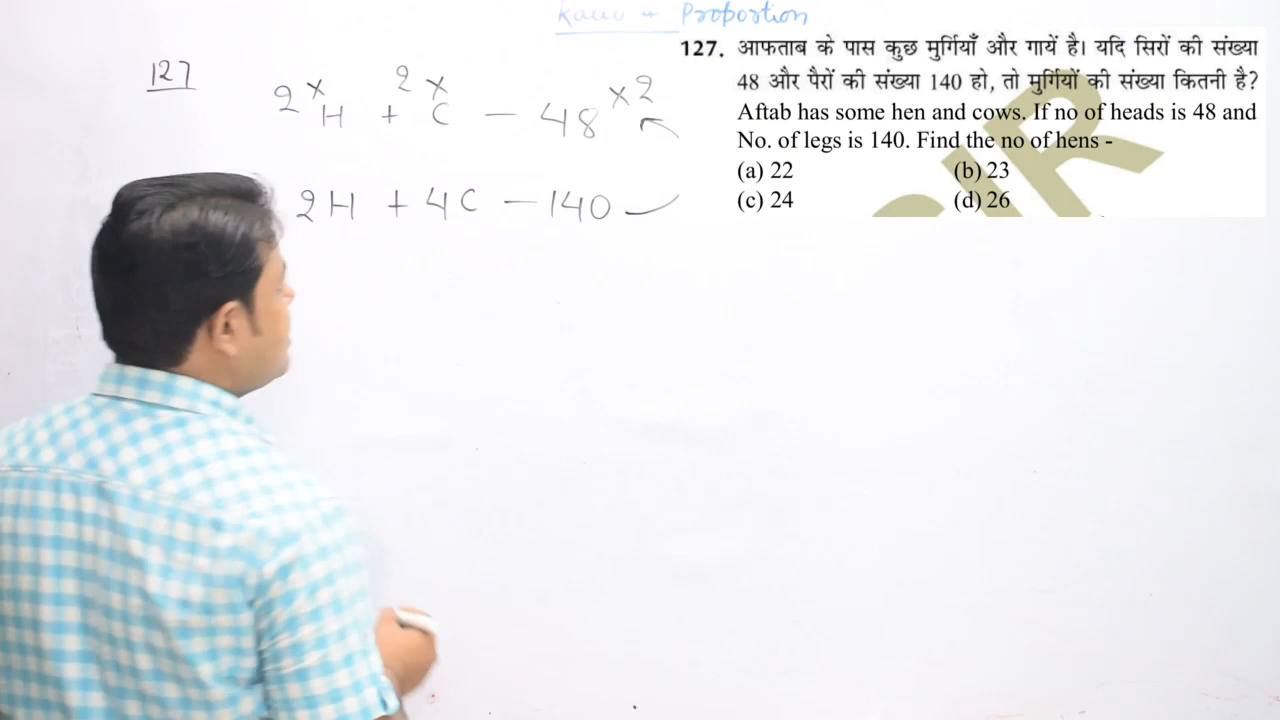 Proportion
127
2 x H + 2 x C - 48 x 2
2H + 4C - 140
127. आफताब के पास कुछ मुर्गियाँ और गायें है। यदि सिरों की संख्या
48 और पैरों की संख्या 140 हो, तो मुर्गियों की संख्या कितनी है?
Aftab has some hen and cows. If no of heads is 48 and
No. of legs is 140. Find the no of hens -
(a) 22 (b) 23
(c) 24 (d) 26
SIR